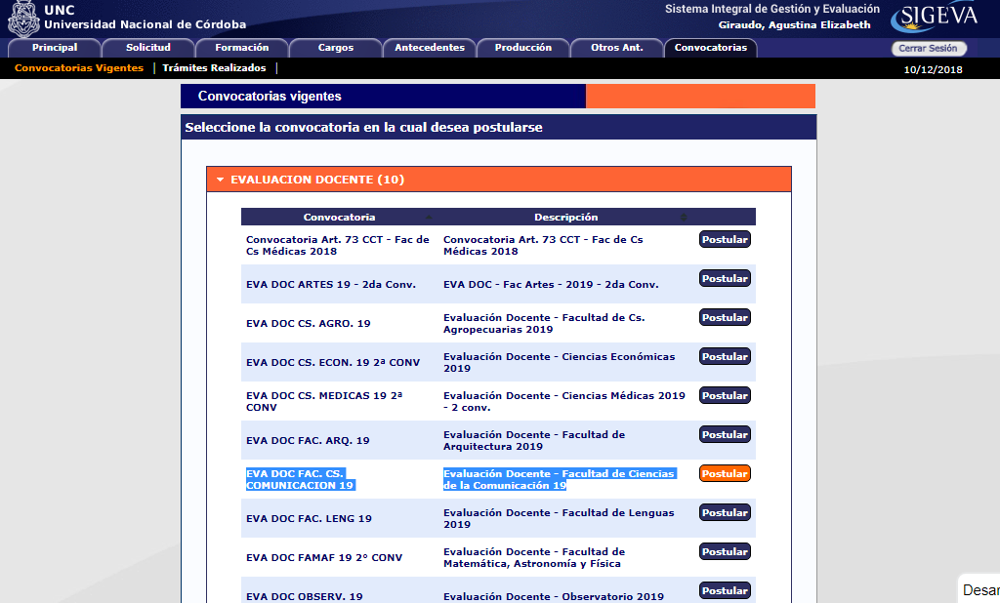 UNC
Universidad Nacional de Córdoba
Sistema Integral de Gestión y Evaluación
Giraudo, Agustina Elizabeth
SIGEVA
Principal Solicitud Formación Cargos Antecedentes Producción Otros Ant. Convocatorias
Cerrar Sesión
Convocatorias Vigentes | Trámites Realizados |
10/12/2018
Convocatorias vigentes
Seleccione la convocatoria en la cual desea postularse
EVALUACION DOCENTE (10)
Convocatoria Descripción
Convocatoria Art. 73 CCT - Fac de
Cs Médicas 2018
Convocatoria Art. 73 CCT - Fac de Cs
Médicas 2018
Postular
EVA DOC ARTES 19 - 2da Conv.
EVA DOC - Fac Artes - 2019 - 2da Conv.
Postular
EVA DOC CS. AGRO. 19
Evaluación Docente - Facultad de Cs.
Agropecuarias 2019
Postular
EVA DOC CS. ECON. 19 2ª CONV
Evaluación Docente - Ciencias Económicas
2019
Postular
EVA DOC CS. MEDICAS 19 2ª
CONV
Evaluación Docente - Ciencias Médicas 2019
- 2 conv.
Postular
EVA DOC FAC. ARQ. 19
Evaluación Docente - Facultad de
Arquitectura 2019
Postular
EVA DOC FAC. CS.
COMUNICACION 19
Evaluación Docente - Facultad de Ciencias
de la Comunicación 19
Postular
EVA DOC FAC. LENG 19
Evaluación Docente - Facultad de Lenguas
2019
Postular
EVA DOC FAMAF 19 2° CONV
Evaluación Docente - Facultad de
Matemática, Astronomía y Física
Postular
EVA DOC OBSERV. 19
Evaluación Docente - Observatorio 2019
Postular
Desar